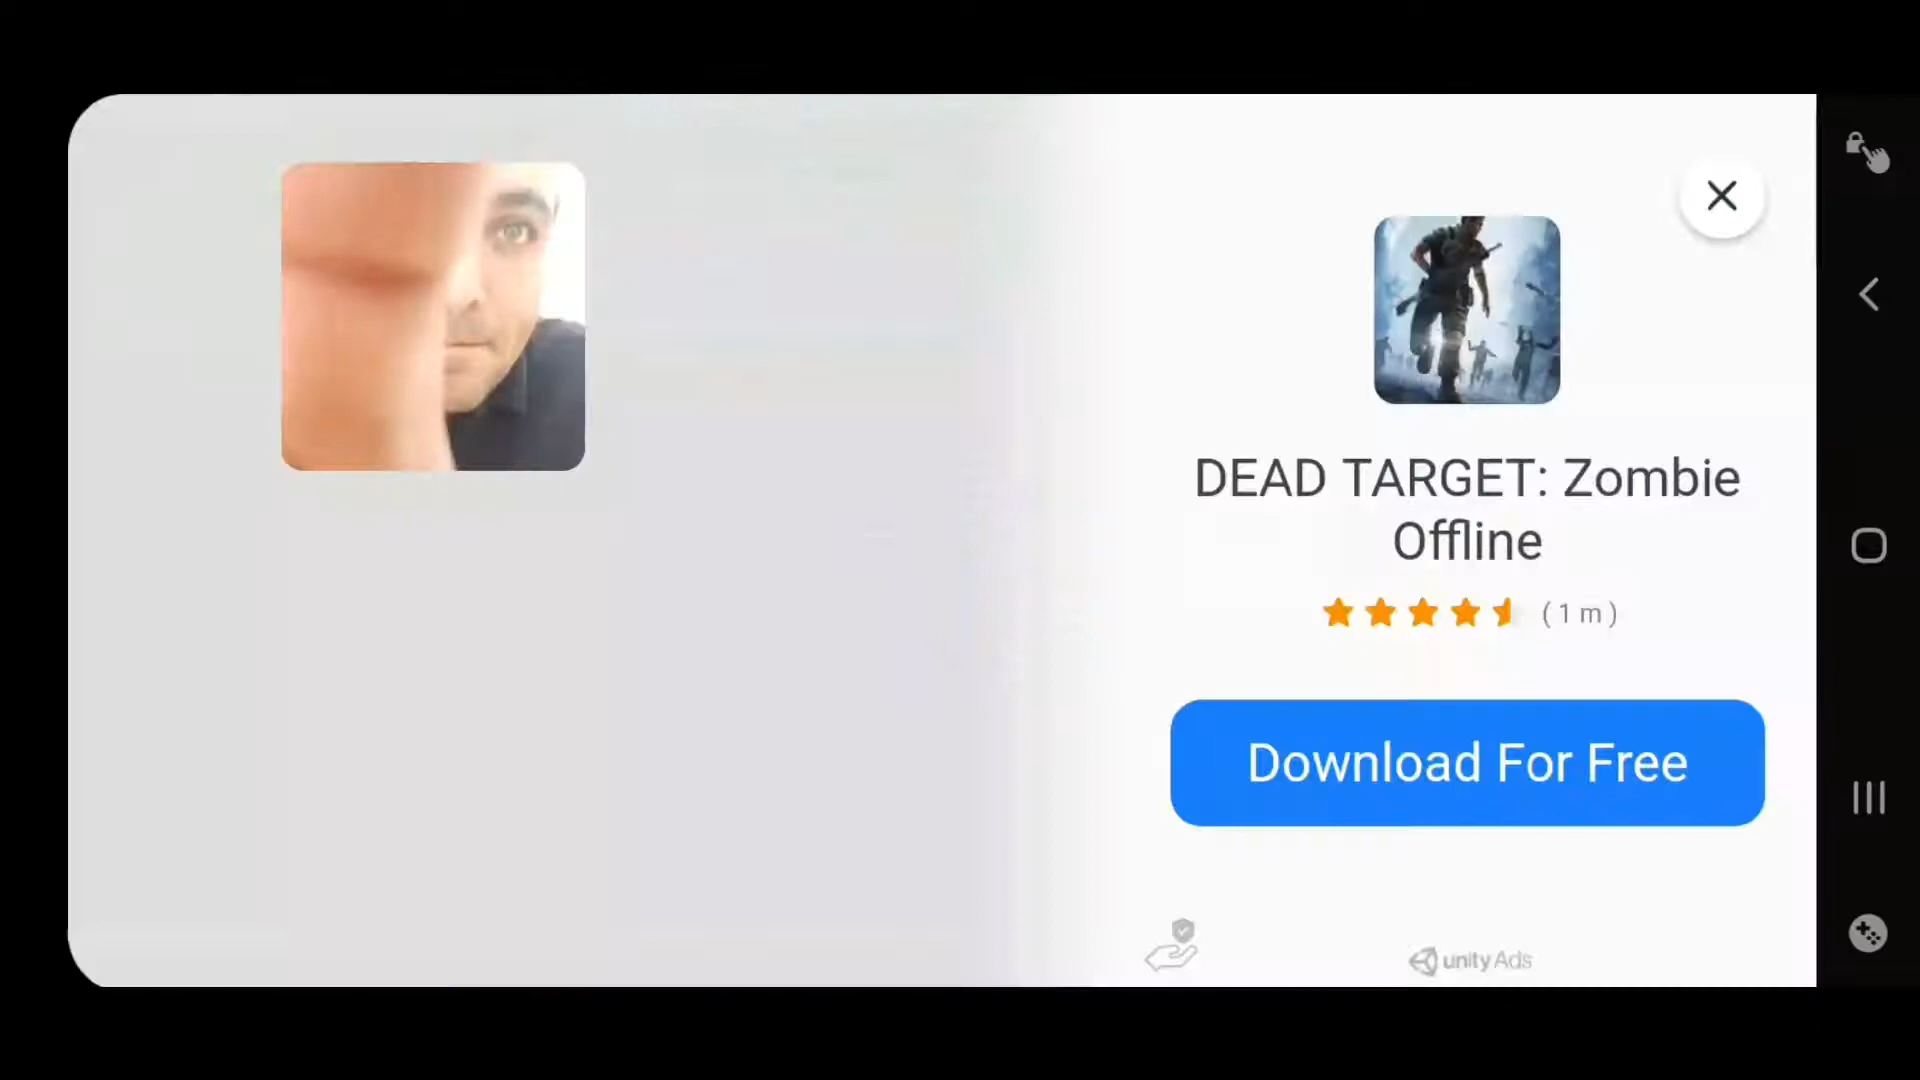 DEAD TARGET: Zombie
Offline
( 1 m )
Download For Free
unity Ads